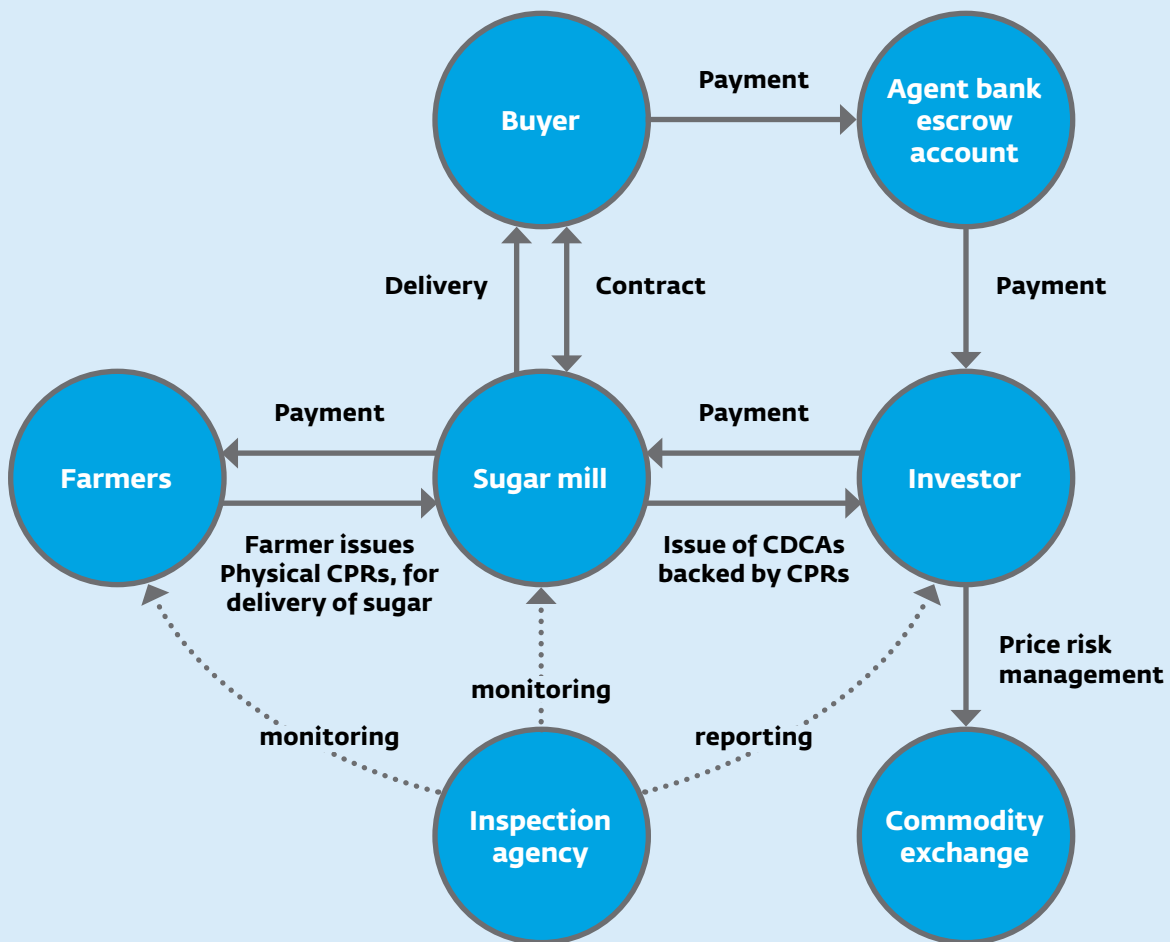 Payment
Buyer
Agent bank
escrow
account
Delivery
Contract
Payment
Payment
Payment
Farmers
Sugar mill
Investor
Farmer issues
Physical CPRs, for
delivery of sugar
Issue of CDCAs
backed by CPRs
Price risk
management
monitoring
monitoring
reporting
Inspection
agency
Commodity
exchange